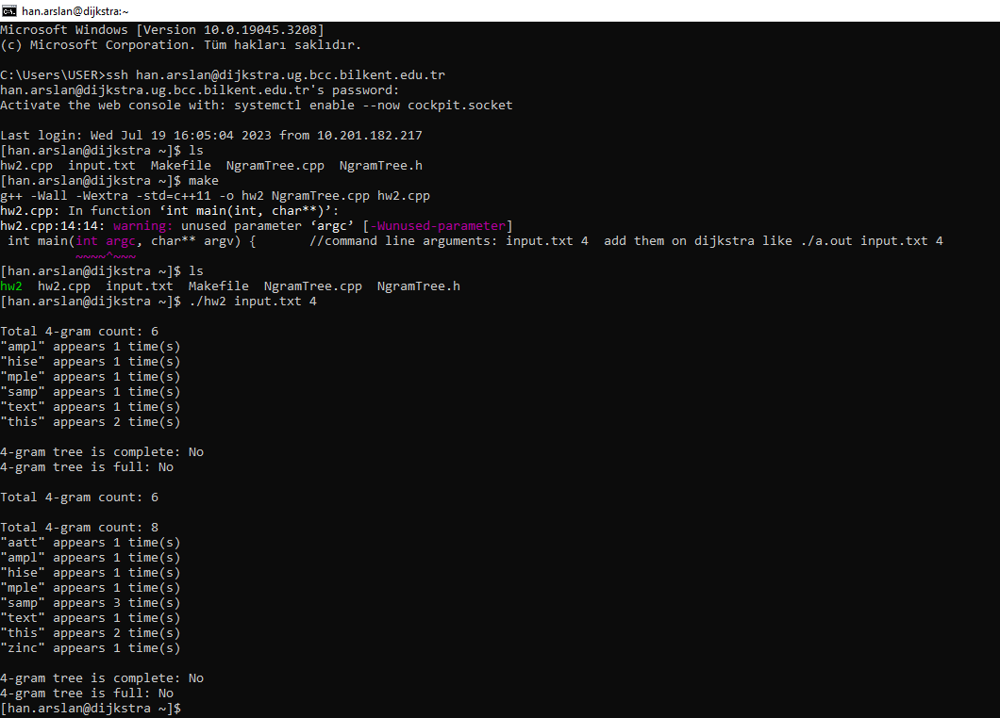 han.arslan@dijkstra:~
Microsoft Windows [Version 10.0.19045.3208]
(c) Microsoft Corporation. Tüm hakları saklıdır.
C:\Users\USER>ssh han.arslan@dijkstra.ug.bcc.bilkent.edu.tr
han.arslan@dijkstra.ug.bcc.bilkent.edu.tr's password:
Activate the web console with: systemctl enable --now cockpit.socket
Last login: Wed Jul 19 16:05:04 2023 from 10.201.182.217
[han.arslan@dijkstra ~]$ ls
hw2.cpp  input.txt  Makefile  NgramTree.cpp  NgramTree.h
[han.arslan@dijkstra ~]$ make
g++ -Wall -Wextra -std=c++11 -o hw2 NgramTree.cpp hw2.cpp
hw2.cpp: In function ‘int main(int, char**)’:
hw2.cpp:14:14: warning: unused parameter ‘argc’ [-Wunused-parameter]
 int main(int argc, char** argv) {       //command line arguments: input.txt 4  add them on dijkstra like ./a.out input.txt 4
          ~~~~^~~~
[han.arslan@dijkstra ~]$ ls
hw2  hw2.cpp  input.txt  Makefile  NgramTree.cpp  NgramTree.h
[han.arslan@dijkstra ~]$ ./hw2 input.txt 4
Total 4-gram count: 6
"ampl" appears 1 time(s)
"hise" appears 1 time(s)
"mple" appears 1 time(s)
"samp" appears 1 time(s)
"text" appears 1 time(s)
"this" appears 2 time(s)
4-gram tree is complete: No
4-gram tree is full: No
Total 4-gram count: 6
Total 4-gram count: 8
"aatt" appears 1 time(s)
"ampl" appears 1 time(s)
"hise" appears 1 time(s)
"mple" appears 1 time(s)
"samp" appears 3 time(s)
"text" appears 1 time(s)
"this" appears 2 time(s)
"zinc" appears 1 time(s)
4-gram tree is complete: No
4-gram tree is full: No
[han.arslan@dijkstra ~]$